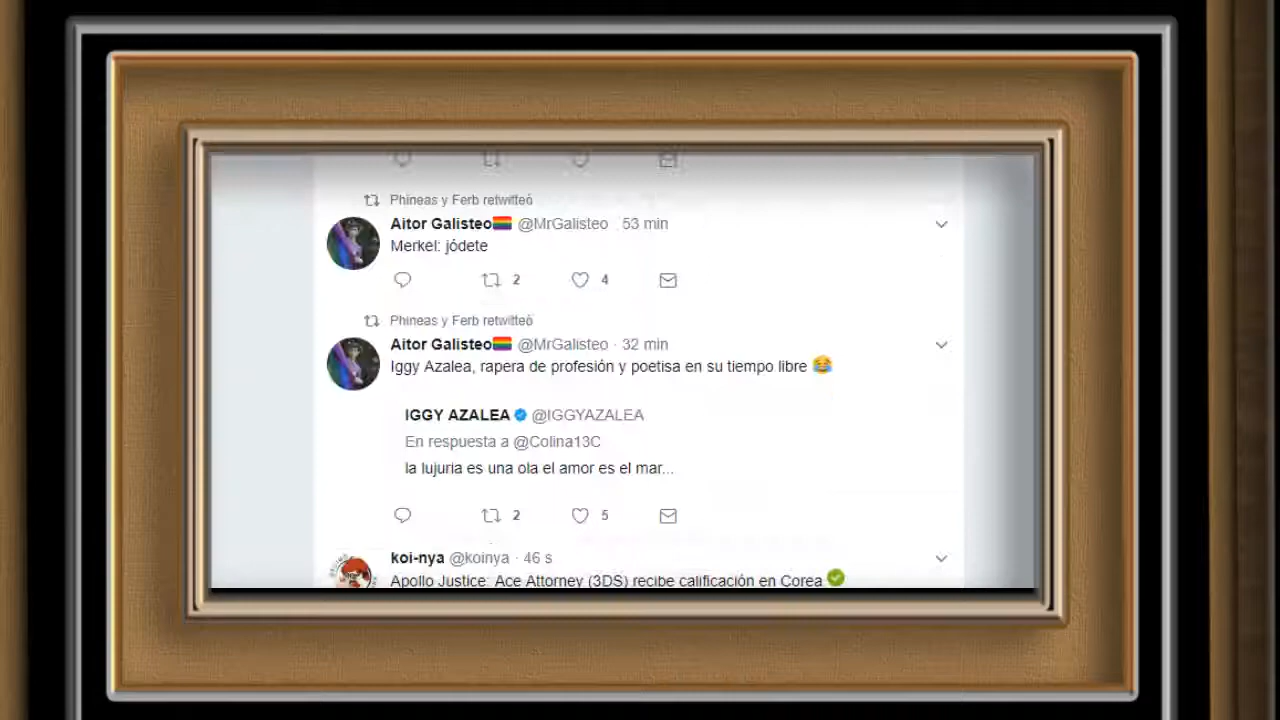 Phineas y Ferb retwitteó
Aitor Galisteo @MrGalisteo · 53 min
Merkel: jódete
2 4
Phineas y Ferb retwitteó
Aitor Galisteo @MrGalisteo · 32 min
Iggy Azalea, rapera de profesión y poetisa en su tiempo libre 😂
IGGY AZALEA @IGGYAZALEA
En respuesta a @Colina13C
la lujuria es una ola el amor es el mar...
2 5
koi-nya @koinya · 46 s
Apollo Justice: Ace Attorney (3DS) recibe calificación en Corea